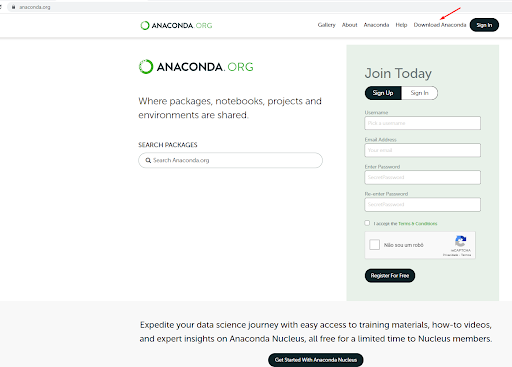 anaconda.org
ANACONDA.ORG
Gallery About Anaconda Help Download Anaconda Sign In
ANACONDA.ORG
Where packages, notebooks, projects and
environments are shared.
SEARCH PACKAGES
Search Anaconda.org
Join Today
Sign Up Sign In
Username
Pick a username
Email Address
Your email
Enter Password
SecretPassword
Re-enter Password
SecretPassword
I accept the Terms & Conditions
Não sou um robô
reCAPTCHA
Privacidade - Termos
Register For Free
Expedite your data science journey with easy access to training materials, how-to videos,
and expert insights on Anaconda Nucleus, all free for a limited time to Nucleus members.
Get Started With Anaconda Nucleus